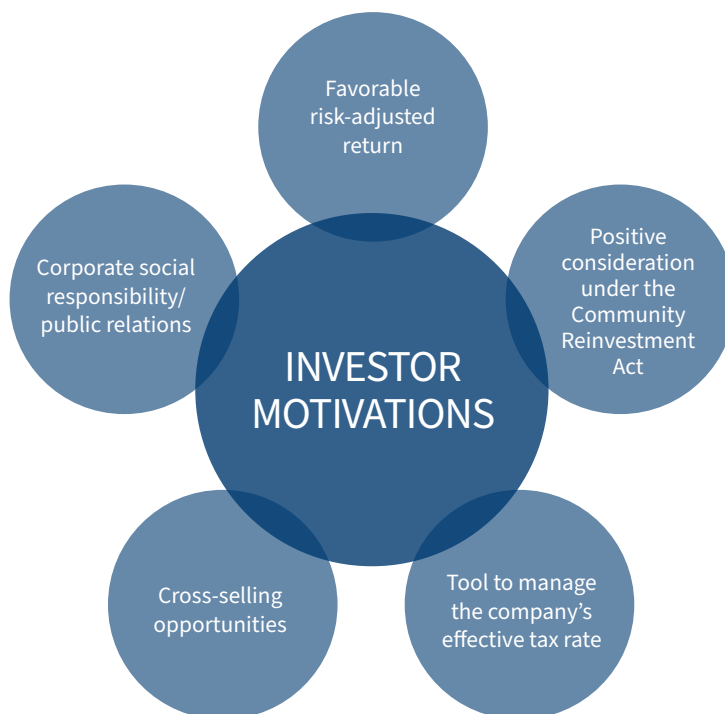 Favorable
risk-adjusted
return
Positive
consideration
under the
Community
Reinvestment
Act
Corporate social
responsibility/
public relations
INVESTOR
MOTIVATIONS
Cross-selling
opportunities
Tool to manage
the company’s
effective tax rate